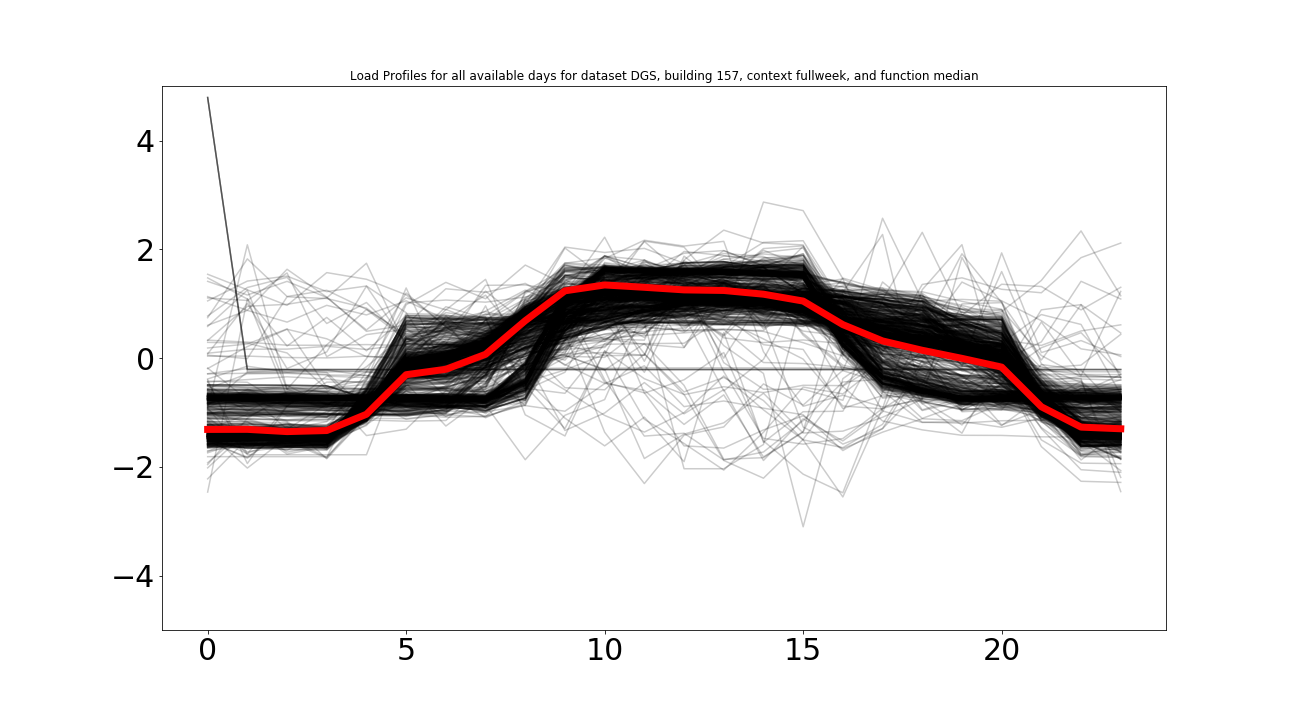 Load Profiles for all available days for dataset DGS, building 157, context fullweek, and function median
4
2
0
−2
−4
0 5 10 15 20